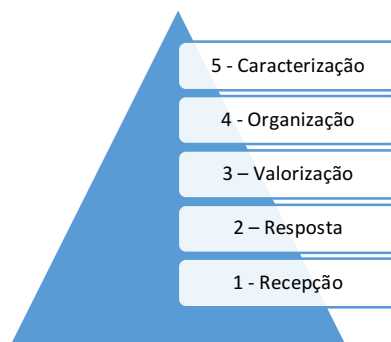 5 - Caracterização
4 - Organização
3 – Valorização
2 – Resposta
1 - Recepção